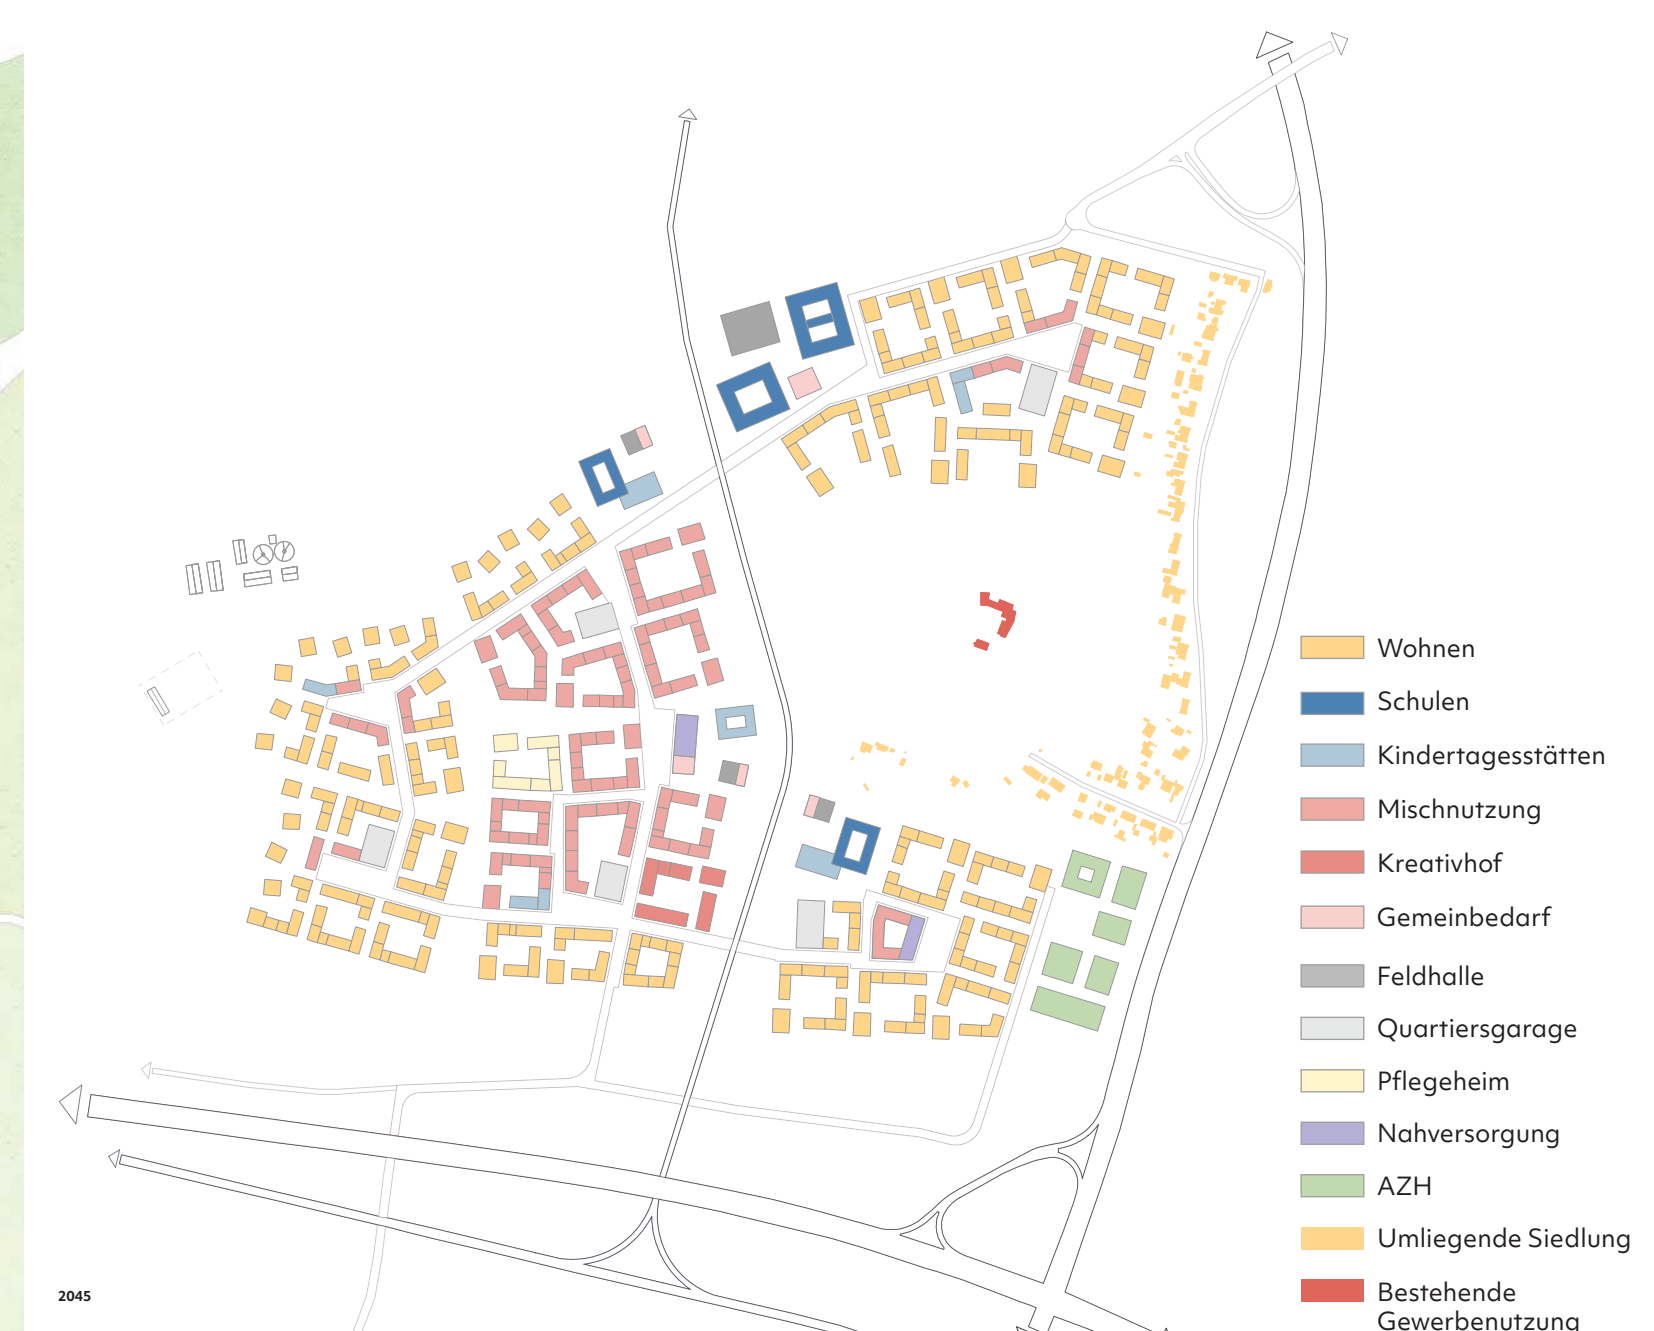 Wohnen
Schulen
Kindertagesstätten
Mischnutzung
Kreativhof
Gemeinbedarf
Feldhalle
Quartiersgarage
Pflegeheim
Nahversorgung
AZH
Umliegende Siedlung
Bestehende
Gewerbenutzung
2045